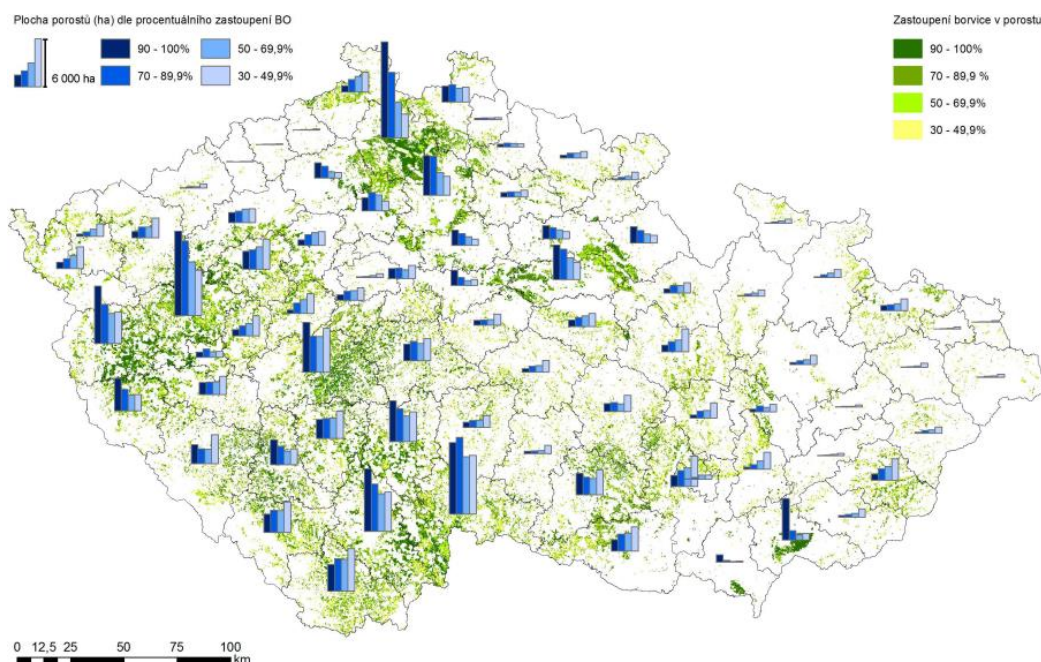 Plocha porostů (ha) dle procentuálního zastoupení BO
6 000 ha
90 - 100%
70 - 89,9%
50 - 69,9%
30 - 49,9%
Zastoupení borvice v porostu
90 - 100%
70 - 89,9 %
50 - 69,9%
30 - 49,9%
0 12,5 25 50 75 100
km